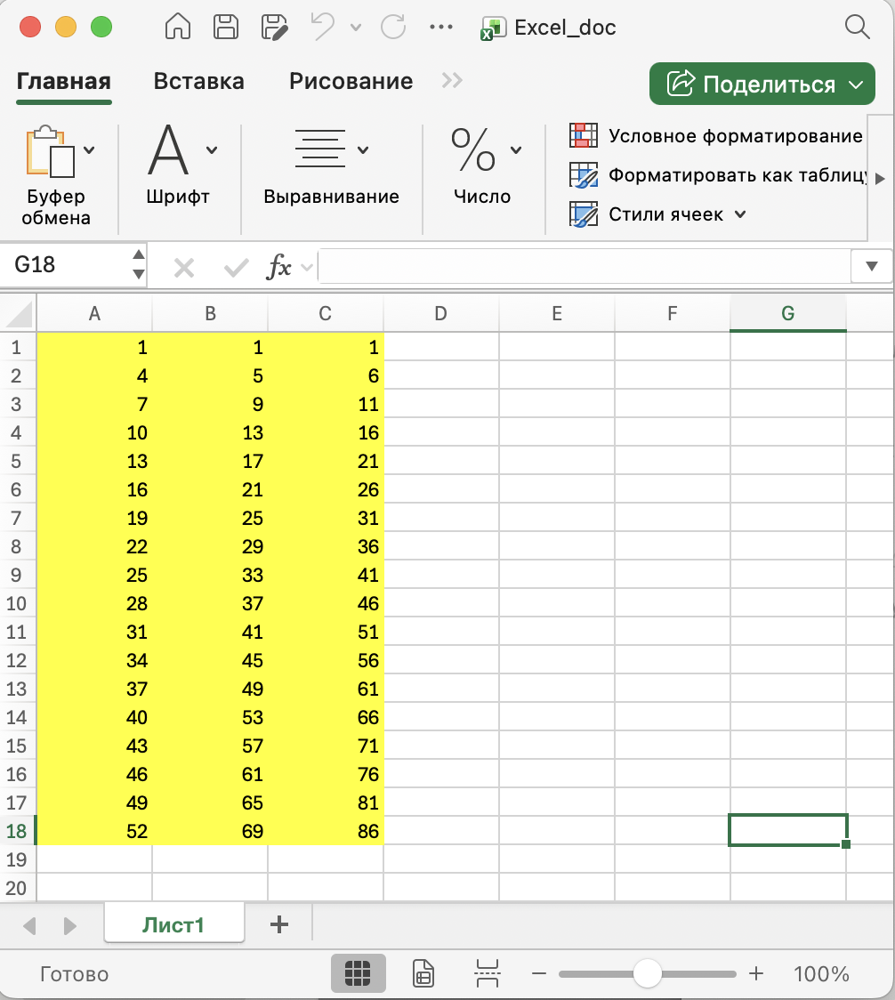 Excel_doc
Главная Вставка Рисование Поделиться
Буфер обмена Шрифт Выравнивание Число
Условное форматирование
Форматировать как таблицу
Стили ячеек
G18 fx
A B C D E F G
1 1 1 1
2 4 5 6
3 7 9 11
4 10 13 16
5 13 17 21
6 16 21 26
7 19 25 31
8 22 29 36
9 25 33 41
10 28 37 46
11 31 41 51
12 34 45 56
13 37 49 61
14 40 53 66
15 43 57 71
16 46 61 76
17 49 65 81
18 52 69 86
19
20
Лист1
Готово 100%